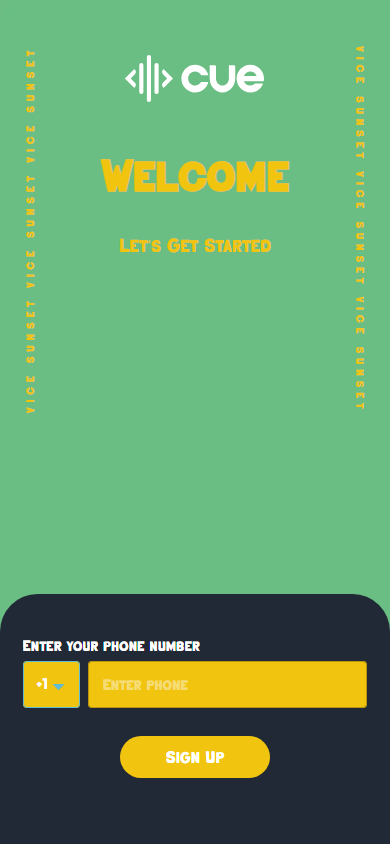 cue
WELCOME
LET'S GET STARTED
VICE SUNSET VICE SUNSET VICE SUNSET
VICE SUNSET VICE SUNSET VICE SUNSET
ENTER YOUR PHONE NUMBER
+1
ENTER PHONE
SIGN UP